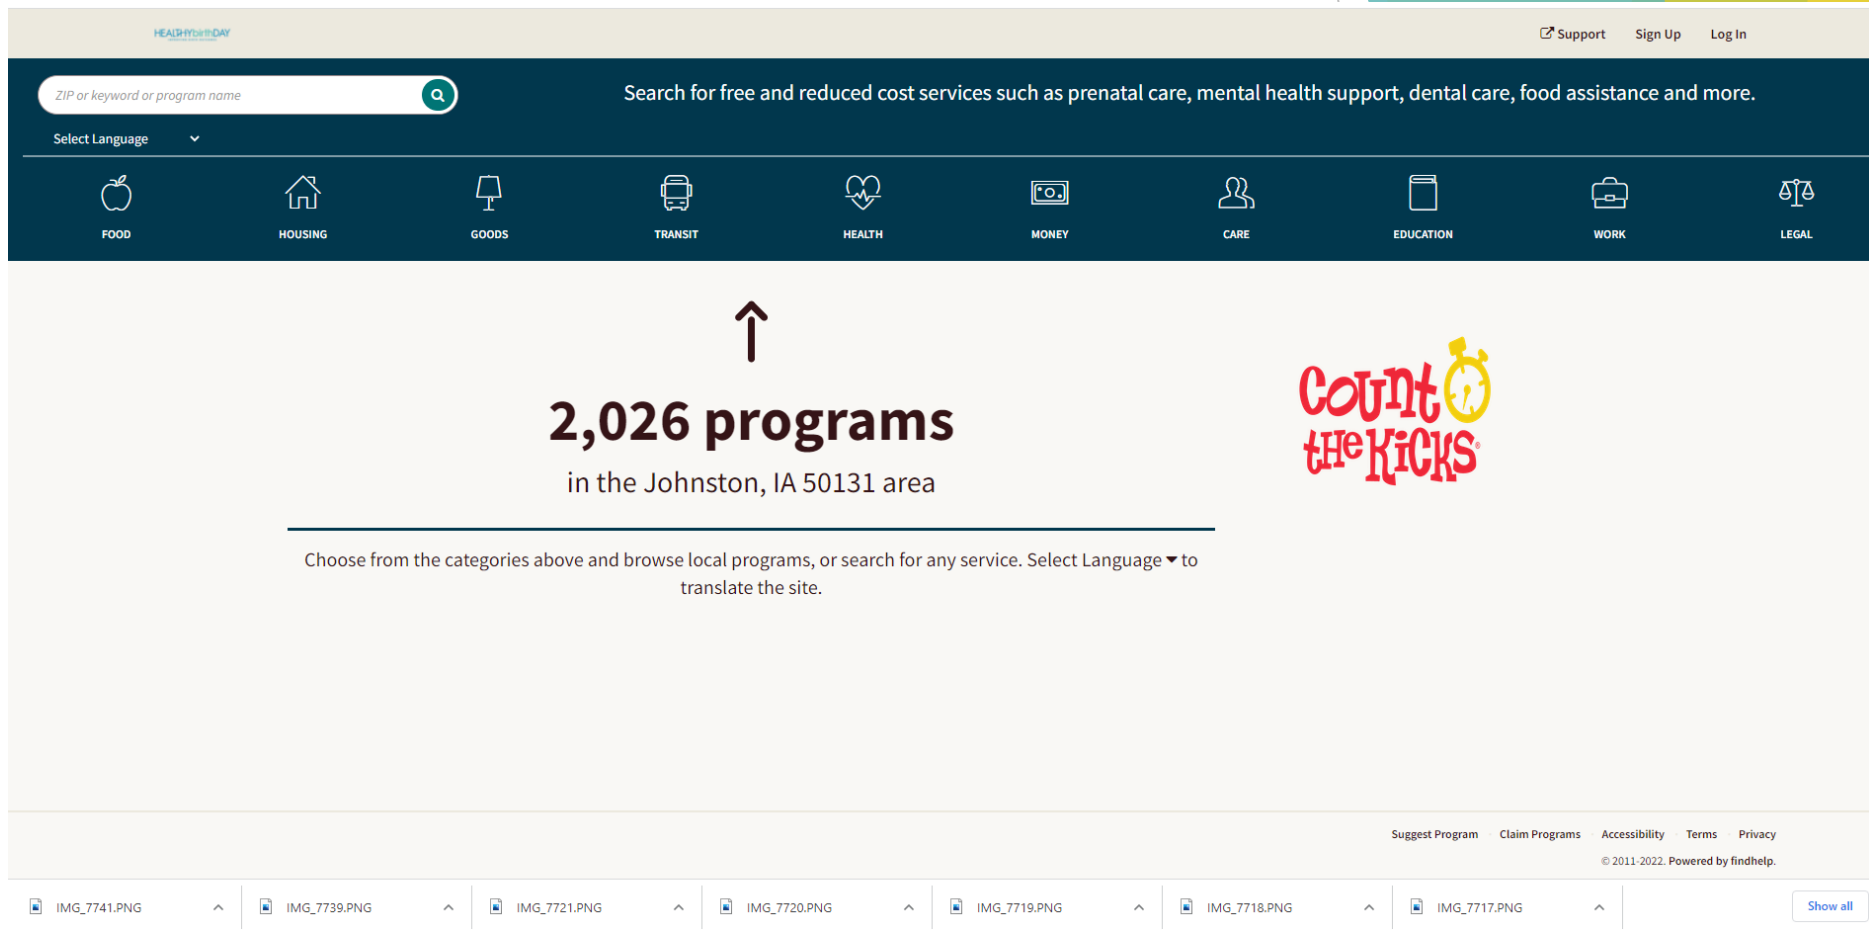 HEALTHYbirthDAY
Support Sign Up Log In
ZIP or keyword or program name
Search for free and reduced cost services such as prenatal care, mental health support, dental care, food assistance and more.
Select Language
FOOD HOUSING GOODS TRANSIT HEALTH MONEY CARE EDUCATION WORK LEGAL
2,026 programs
in the Johnston, IA 50131 area
Count
the Kicks
Choose from the categories above and browse local programs, or search for any service. Select Language to
translate the site.
Suggest Program Claim Programs Accessibility Terms Privacy
© 2011-2022. Powered by findhelp.
IMG_7741.PNG IMG_7739.PNG IMG_7721.PNG IMG_7720.PNG IMG_7719.PNG IMG_7718.PNG IMG_7717.PNG Show all